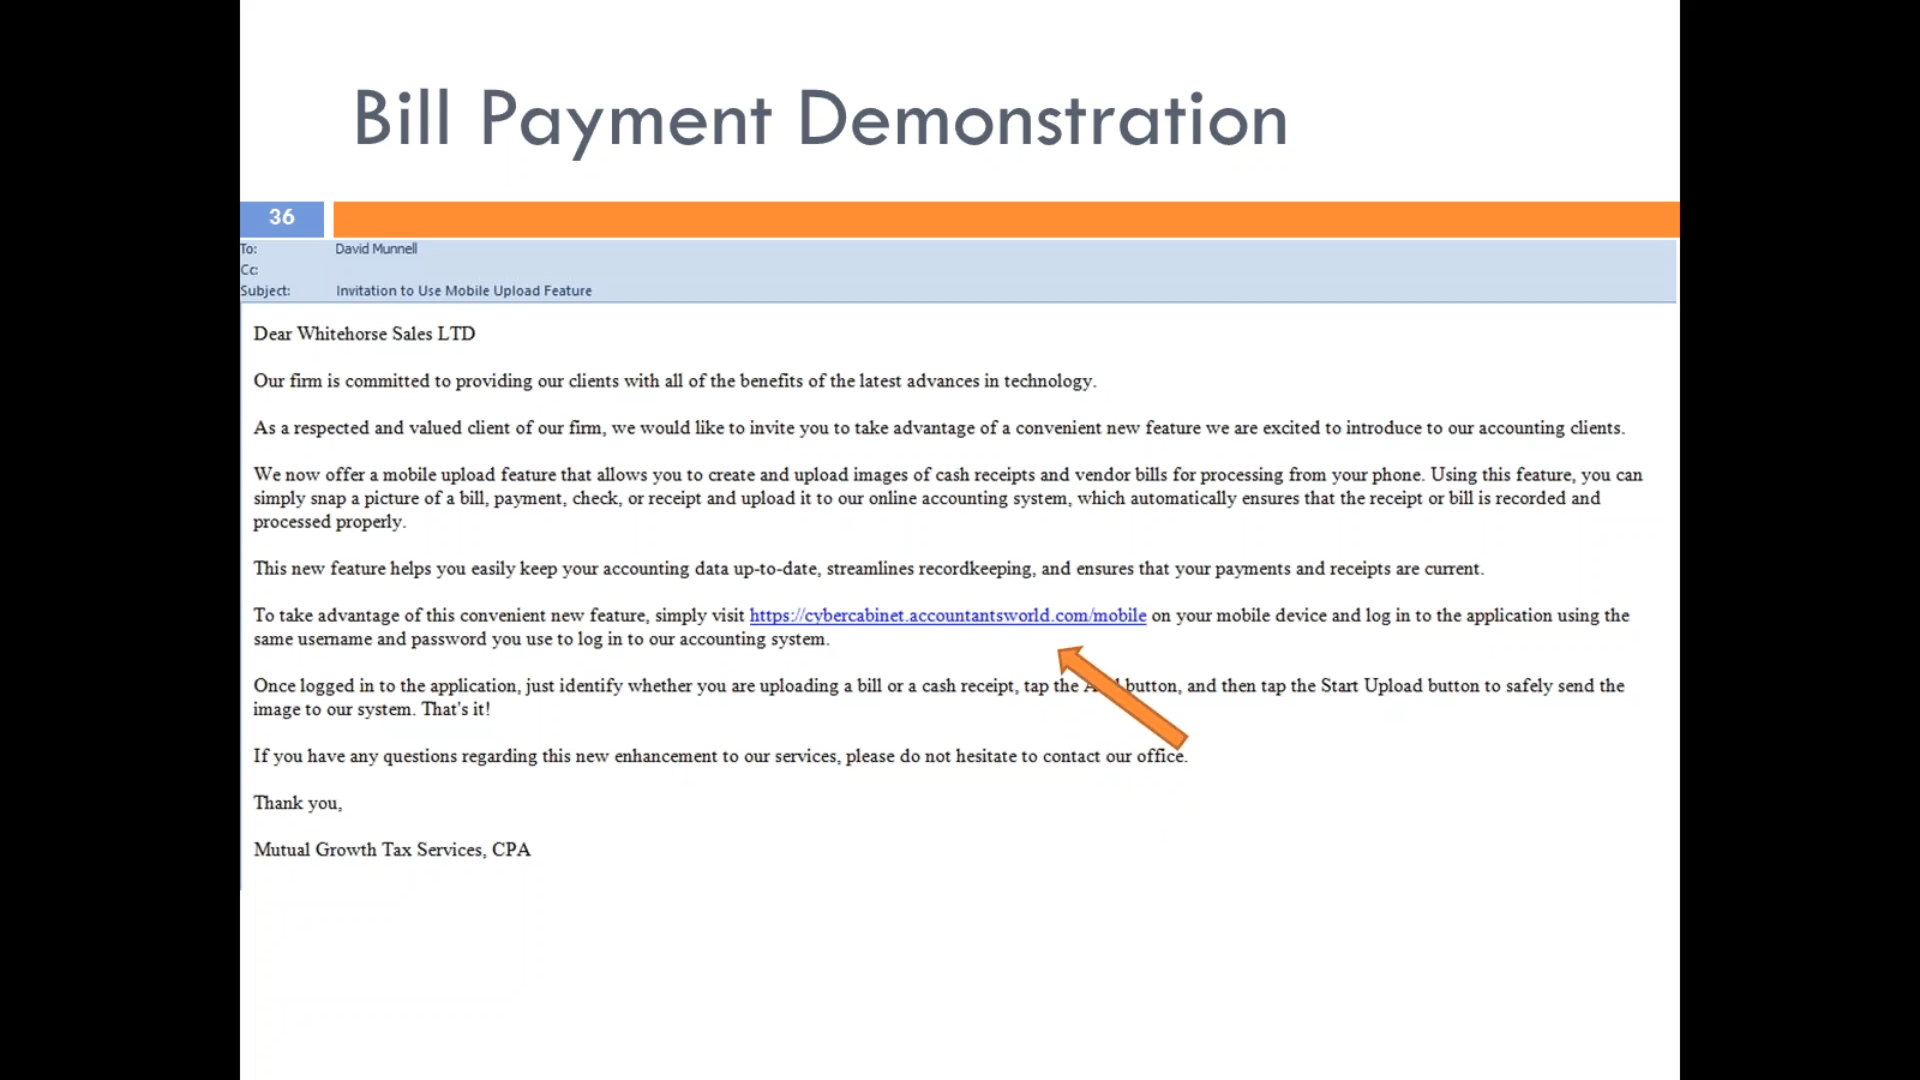 Bill Payment Demonstration
36
To: David Munnell
Cc:
Subject: Invitation to Use Mobile Upload Feature
Dear Whitehorse Sales LTD
Our firm is committed to providing our clients with all of the benefits of the latest advances in technology.
As a respected and valued client of our firm, we would like to invite you to take advantage of a convenient new feature we are excited to introduce to our accounting clients.
We now offer a mobile upload feature that allows you to create and upload images of cash receipts and vendor bills for processing from your phone. Using this feature, you can
simply snap a picture of a bill, payment, check, or receipt and upload it to our online accounting system, which automatically ensures that the receipt or bill is recorded and
processed properly.
This new feature helps you easily keep your accounting data up-to-date, streamlines recordkeeping, and ensures that your payments and receipts are current.
To take advantage of this convenient new feature, simply visit https://cybercabinet.accountantsworld.com/mobile on your mobile device and log in to the application using the
same username and password you use to log in to our accounting system.
Once logged in to the application, just identify whether you are uploading a bill or a cash receipt, tap the button, and then tap the Start Upload button to safely send the
image to our system. That's it!
If you have any questions regarding this new enhancement to our services, please do not hesitate to contact our office.
Thank you,
Mutual Growth Tax Services, CPA